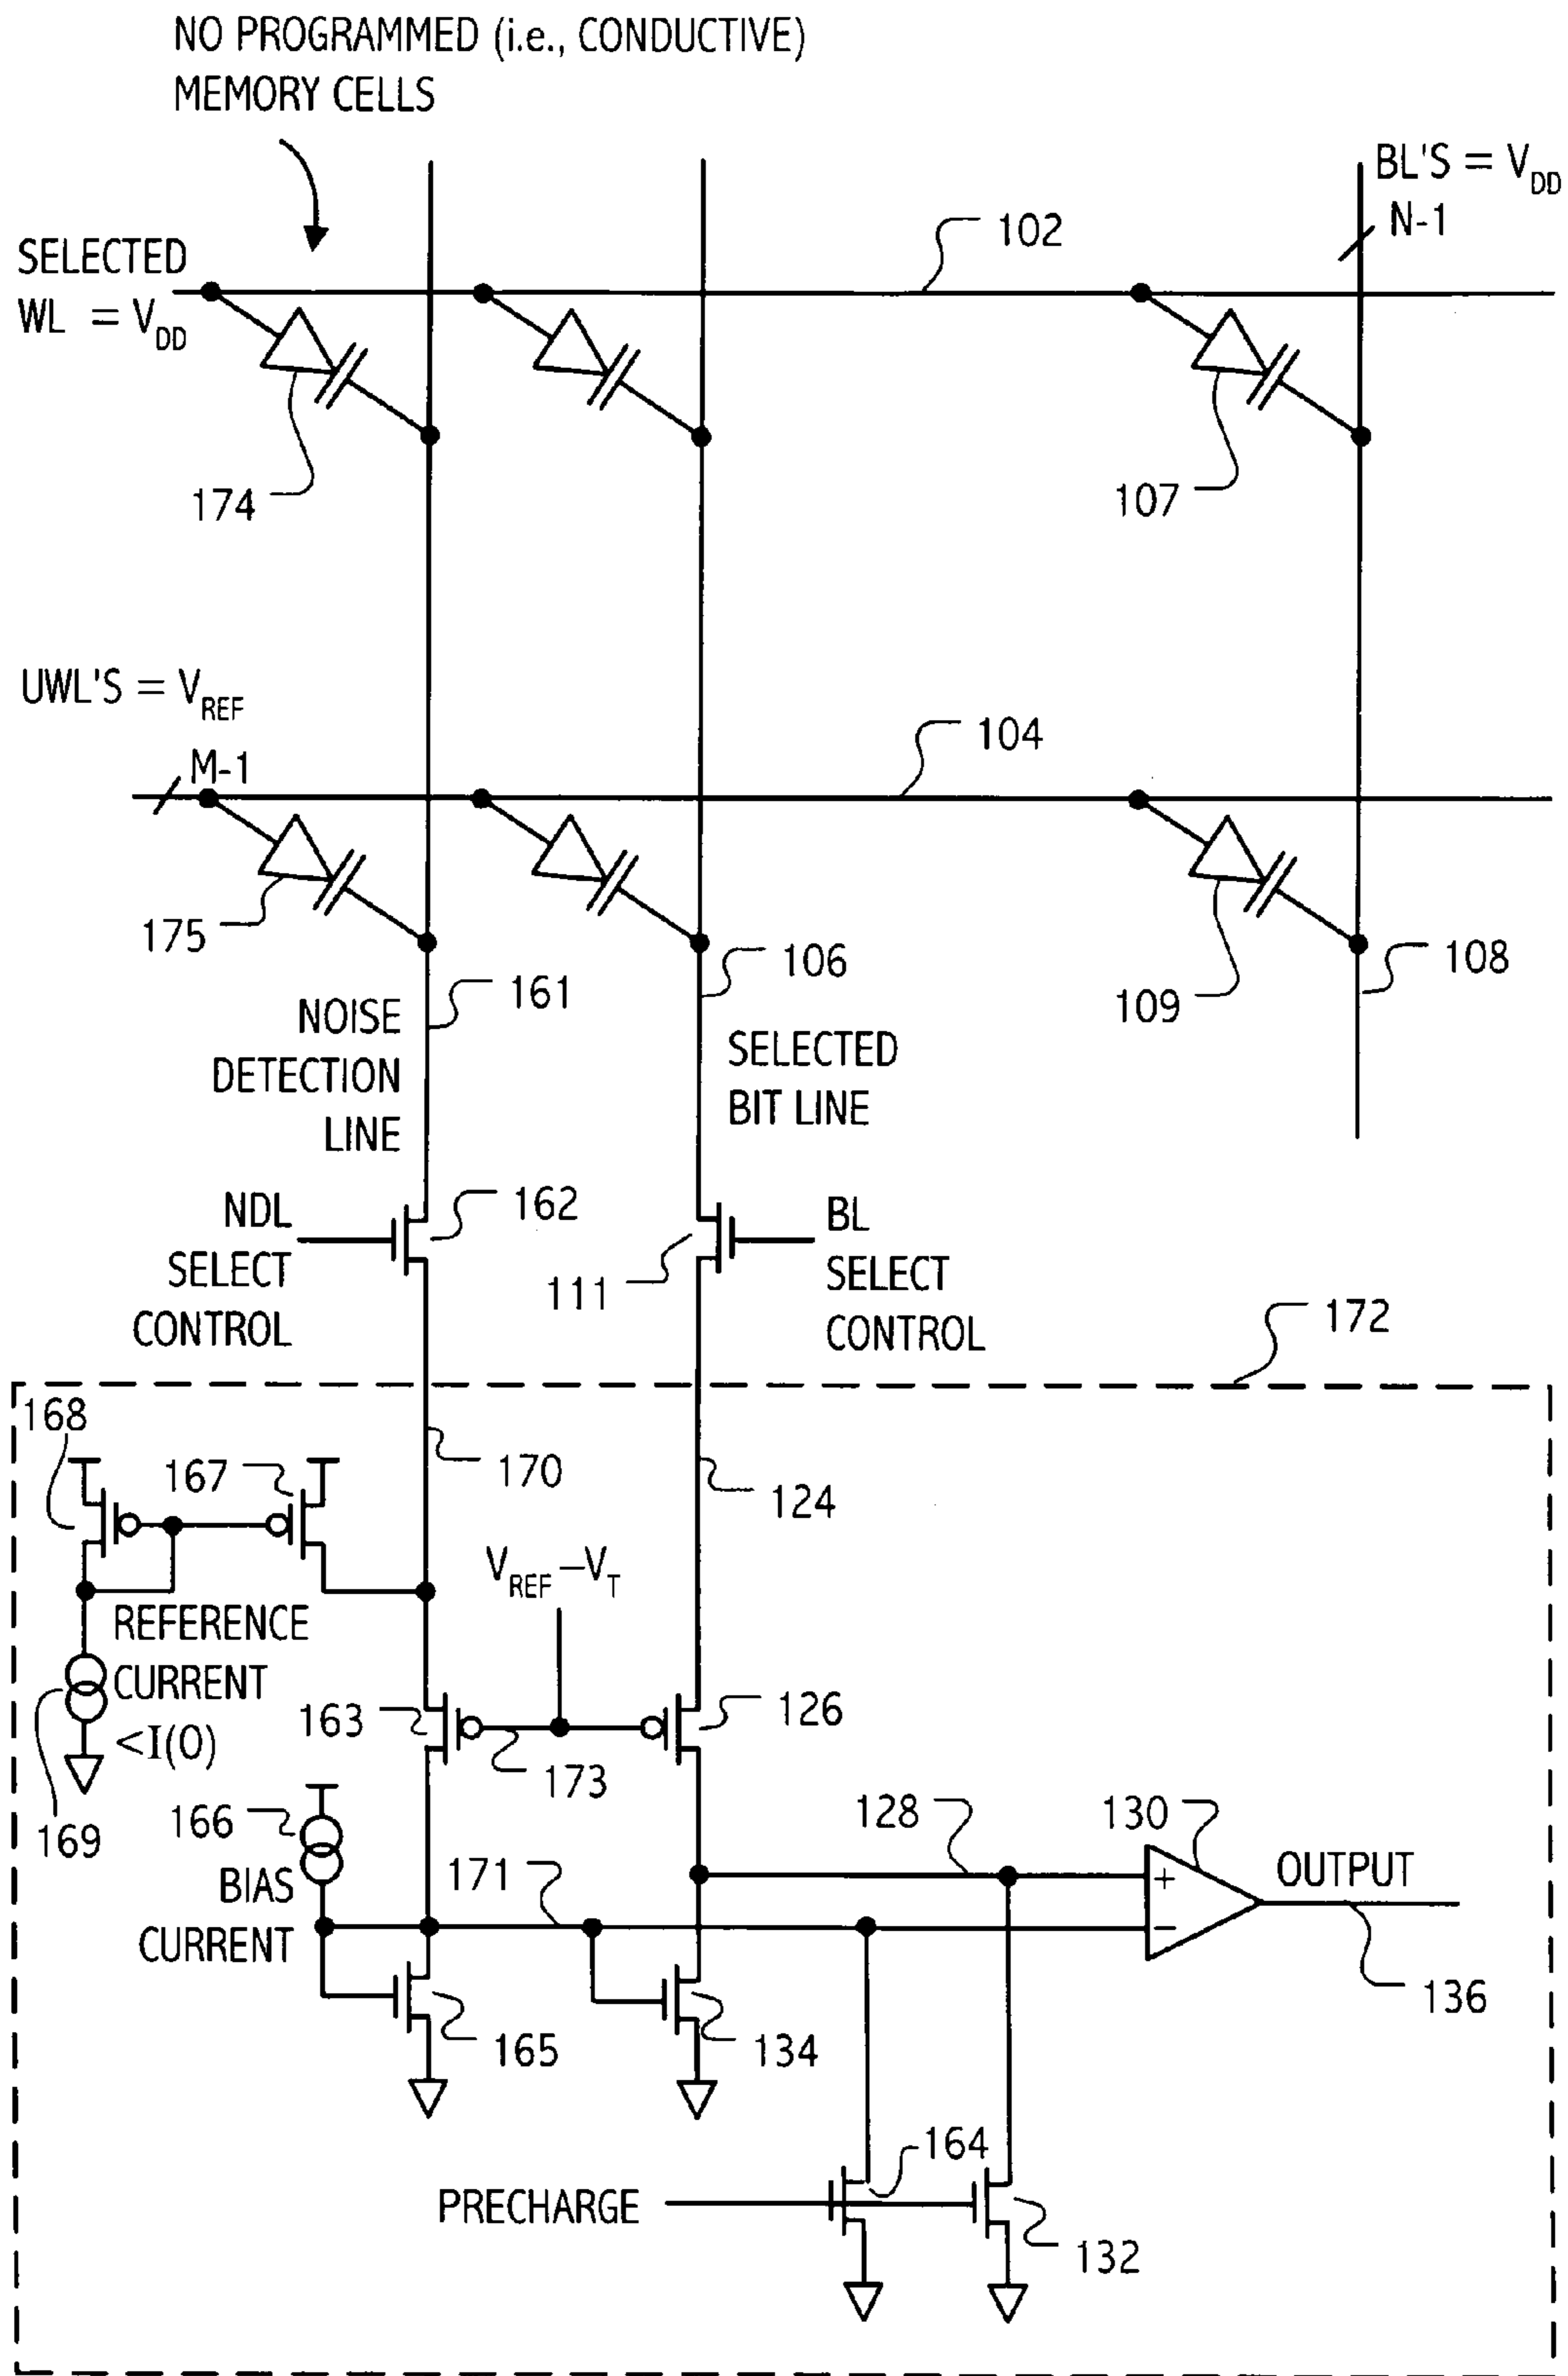 NO PROGRAMMED (i.e., CONDUCTIVE)
MEMORY CELLS
BL'S = VDD
N-1
102
SELECTED
WL = VDD
174
107
UWL'S = VREF
M-1
104
175
161
106
109
108
NOISE
DETECTION
LINE
SELECTED
BIT LINE
NDL
SELECT
CONTROL
162
111
BL
SELECT
CONTROL
172
168
167
170
124
VREF –VT
REFERENCE
CURRENT
<I(0)
169
163
173
126
166
BIAS
CURRENT
171
128
130
+
−
OUTPUT
136
165
134
PRECHARGE
164
132